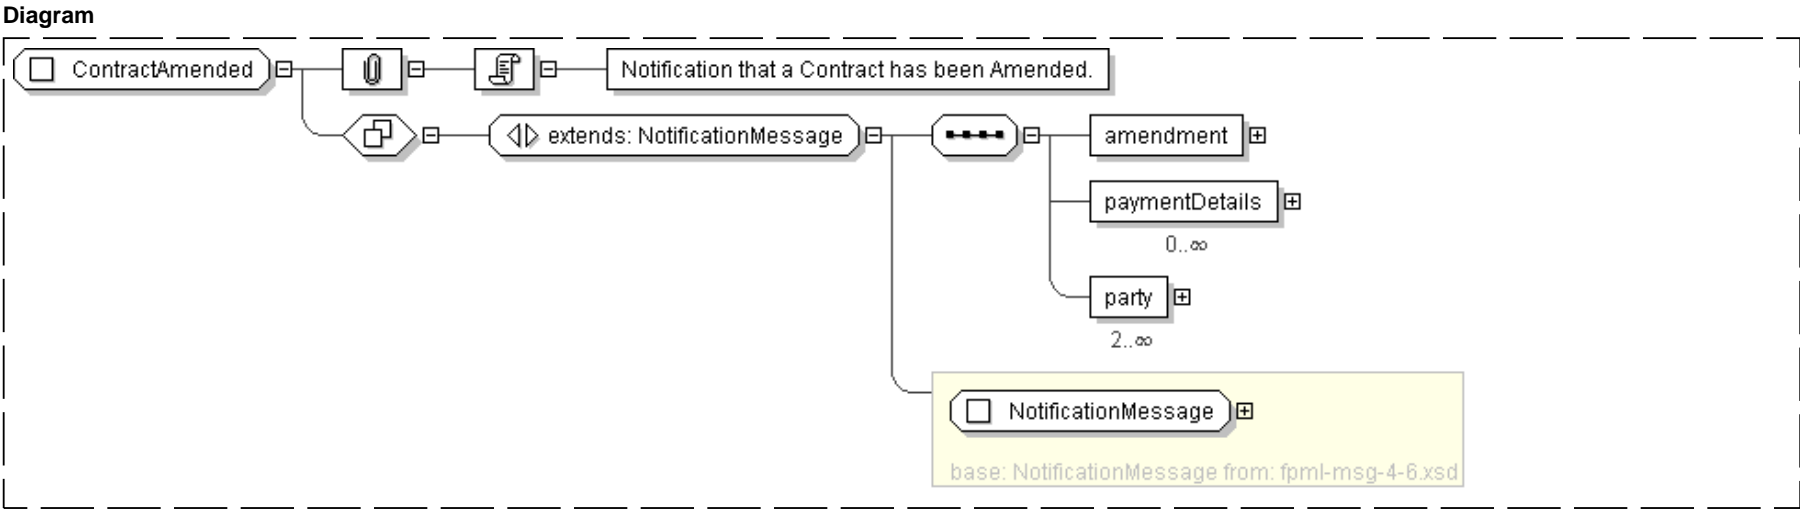 Diagram
ContractAmended
Notification that a Contract has been Amended.
extends: NotificationMessage
amendment
paymentDetails
0..∞
party
2..∞
NotificationMessage
base: NotificationMessage from: fpml-msg-4-6.xsd